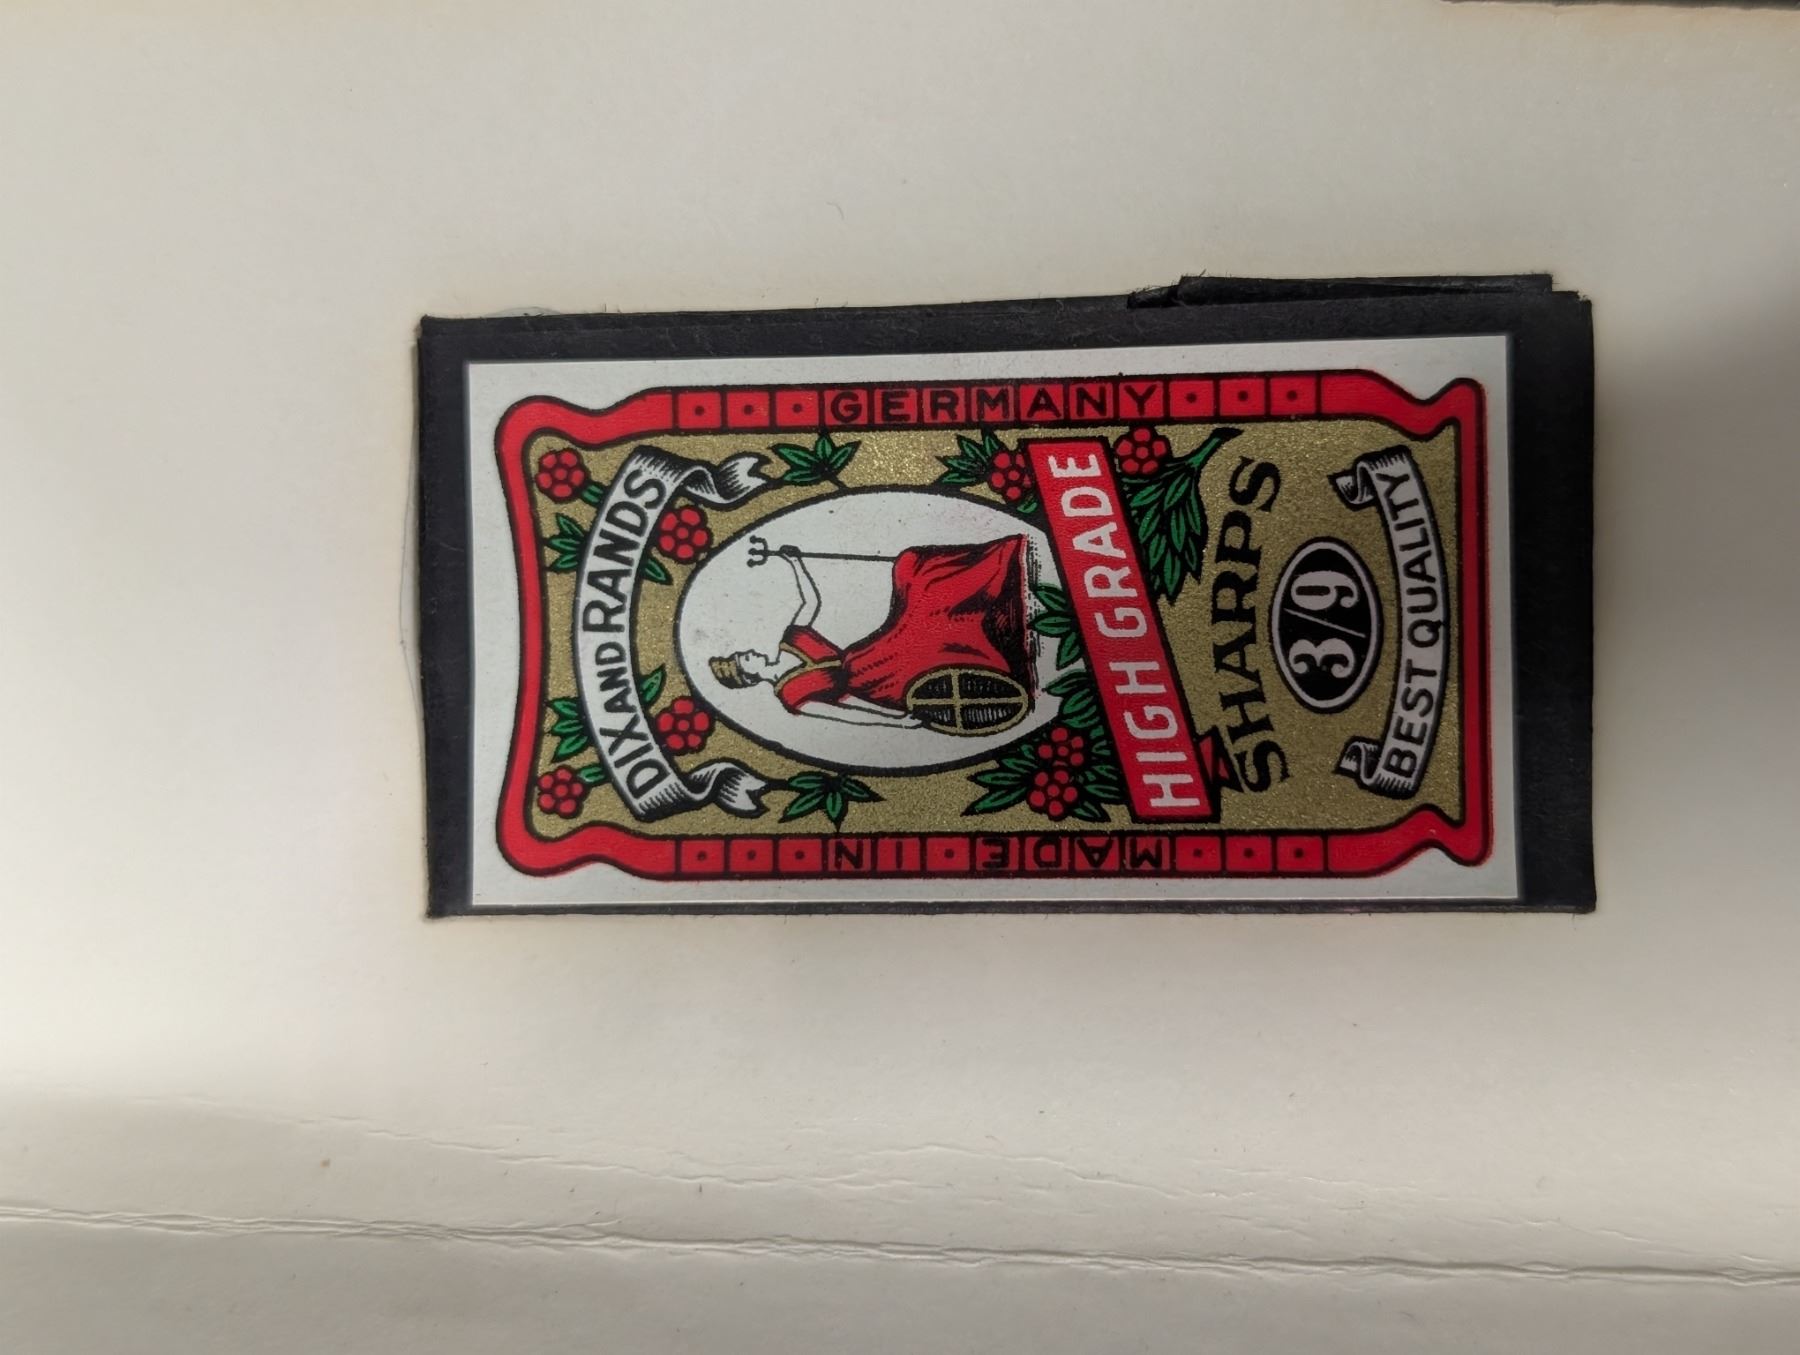 DIX AND RANDS
HIGH GRADE
SHARPS
3/9
BEST QUALITY
MADE·IN
GERMANY